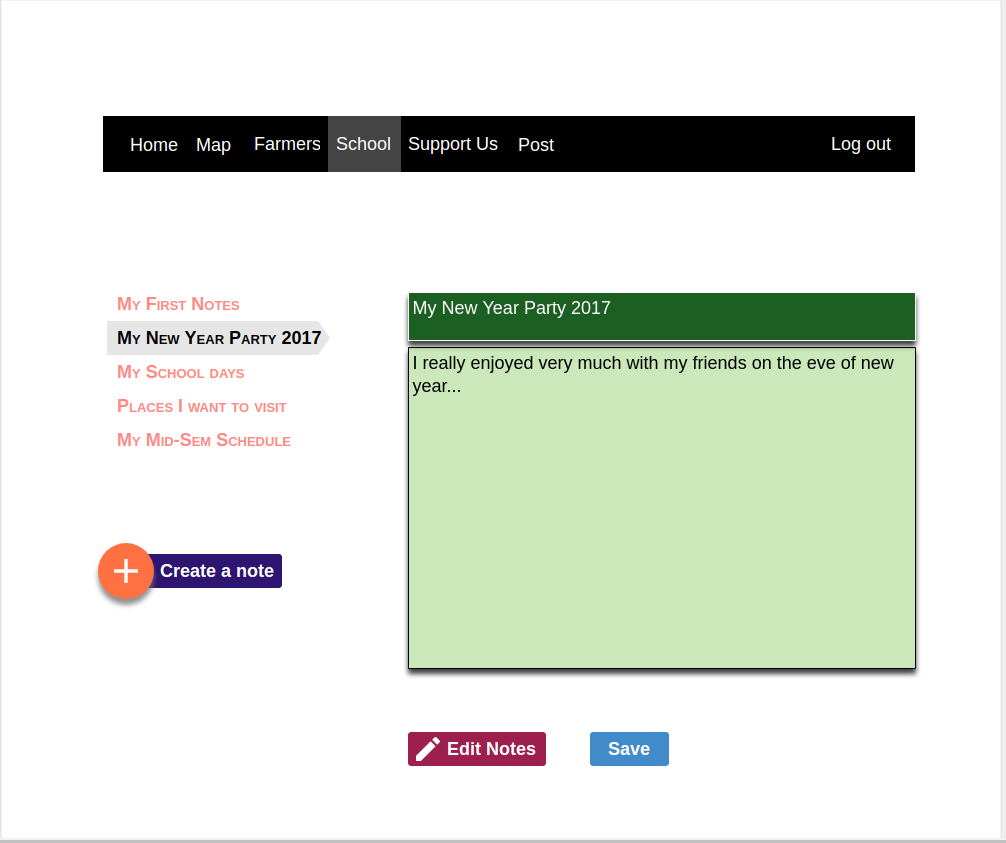 Home Map Farmers School Support Us Post Log out
My First Notes
My New Year Party 2017
My School days
Places I want to visit
My Mid-Sem Schedule
Create a note
My New Year Party 2017
I really enjoyed very much with my friends on the eve of new
year...
Edit Notes Save